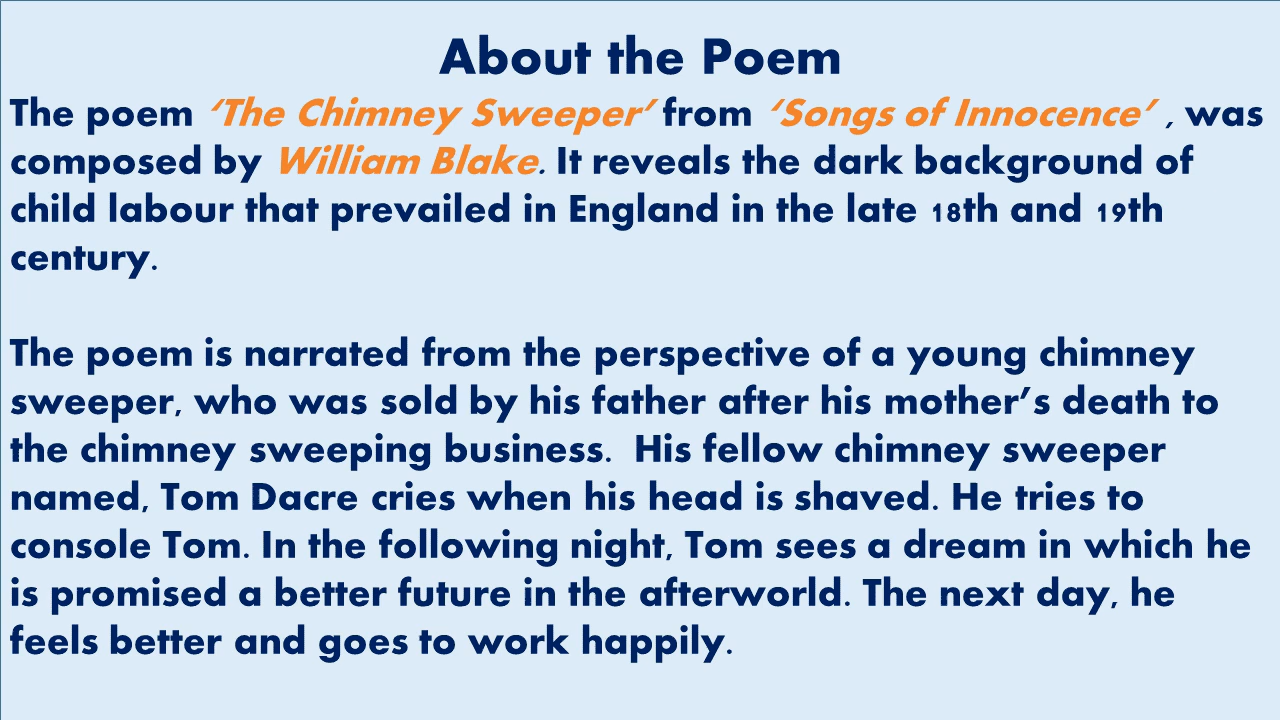 About the Poem
The poem ‘The Chimney Sweeper’ from ‘Songs of Innocence’ , was
composed by William Blake. It reveals the dark background of
child labour that prevailed in England in the late 18th and 19th
century.
The poem is narrated from the perspective of a young chimney
sweeper, who was sold by his father after his mother’s death to
the chimney sweeping business.  His fellow chimney sweeper
named, Tom Dacre cries when his head is shaved. He tries to
console Tom. In the following night, Tom sees a dream in which he
is promised a better future in the afterworld. The next day, he
feels better and goes to work happily.